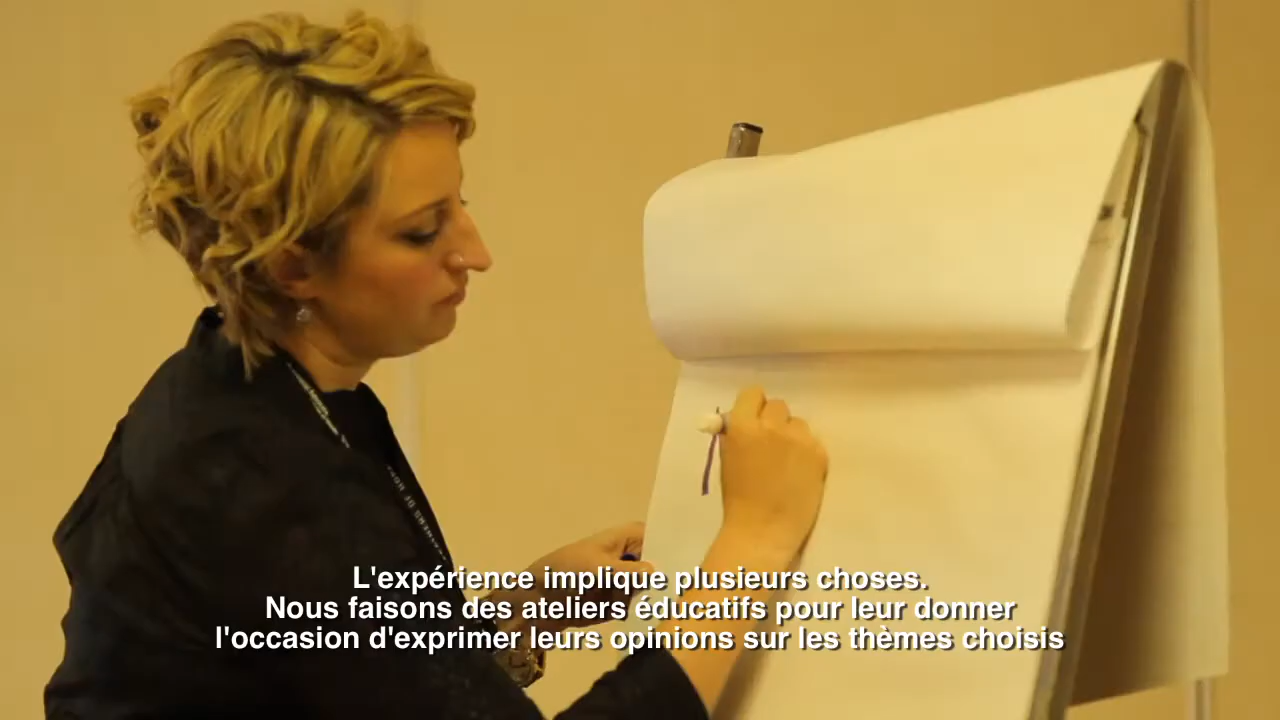 L'expérience implique plusieurs choses.
Nous faisons des ateliers éducatifs pour leur donner
l'occasion d'exprimer leurs opinions sur les thèmes choisis